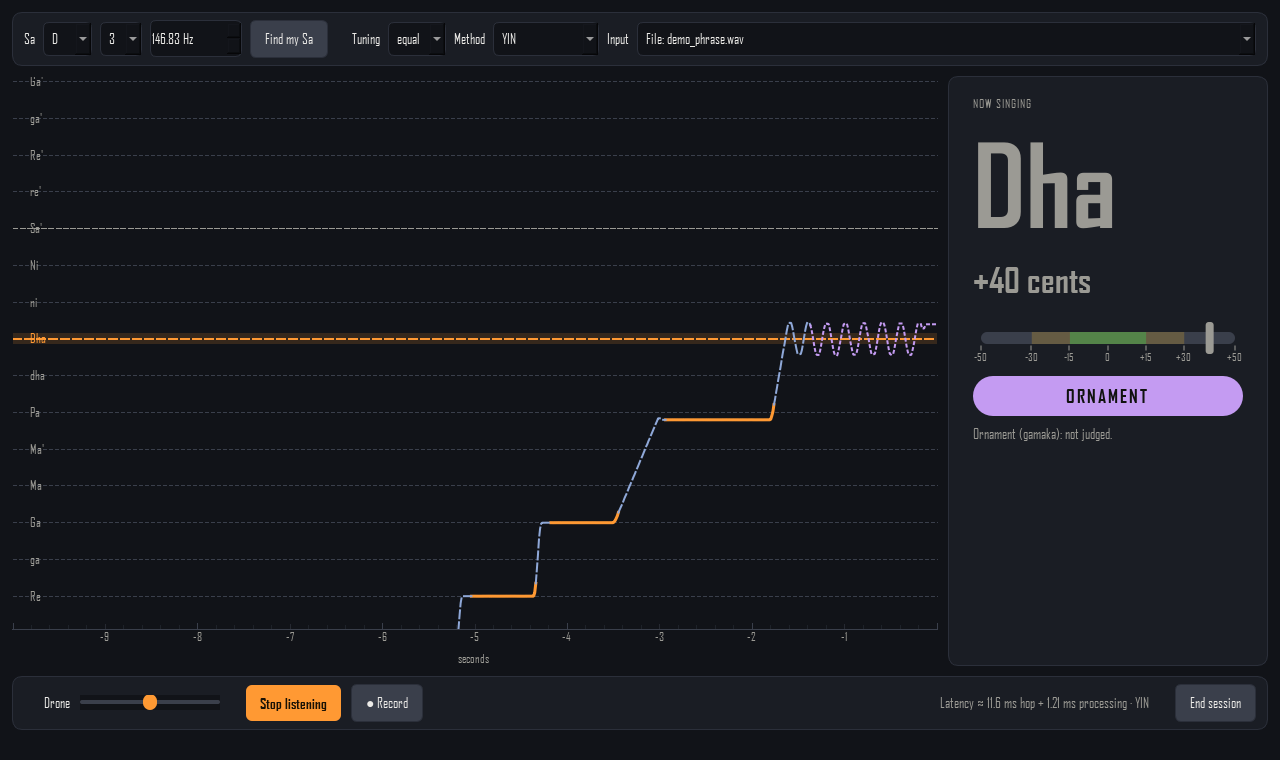 Sa D 3 146.83 Hz Find my Sa Tuning equal Method YIN Input File: demo_phrase.wav
Ga'
ga'
Re'
re'
Sa'
Ni
ni
Dha
dha
Pa
Ma'
Ma
Ga
ga
Re
-9 -8 -7 -6 -5 -4 -3 -2 -1
seconds
NOW SINGING
Dha
+40 cents
-50 -30 -15 0 +15 +30 +50
ORNAMENT
Ornament (gamaka): not judged.
Drone Stop listening ● Record Latency ≈ 11.6 ms hop + 1.21 ms processing · YIN End session